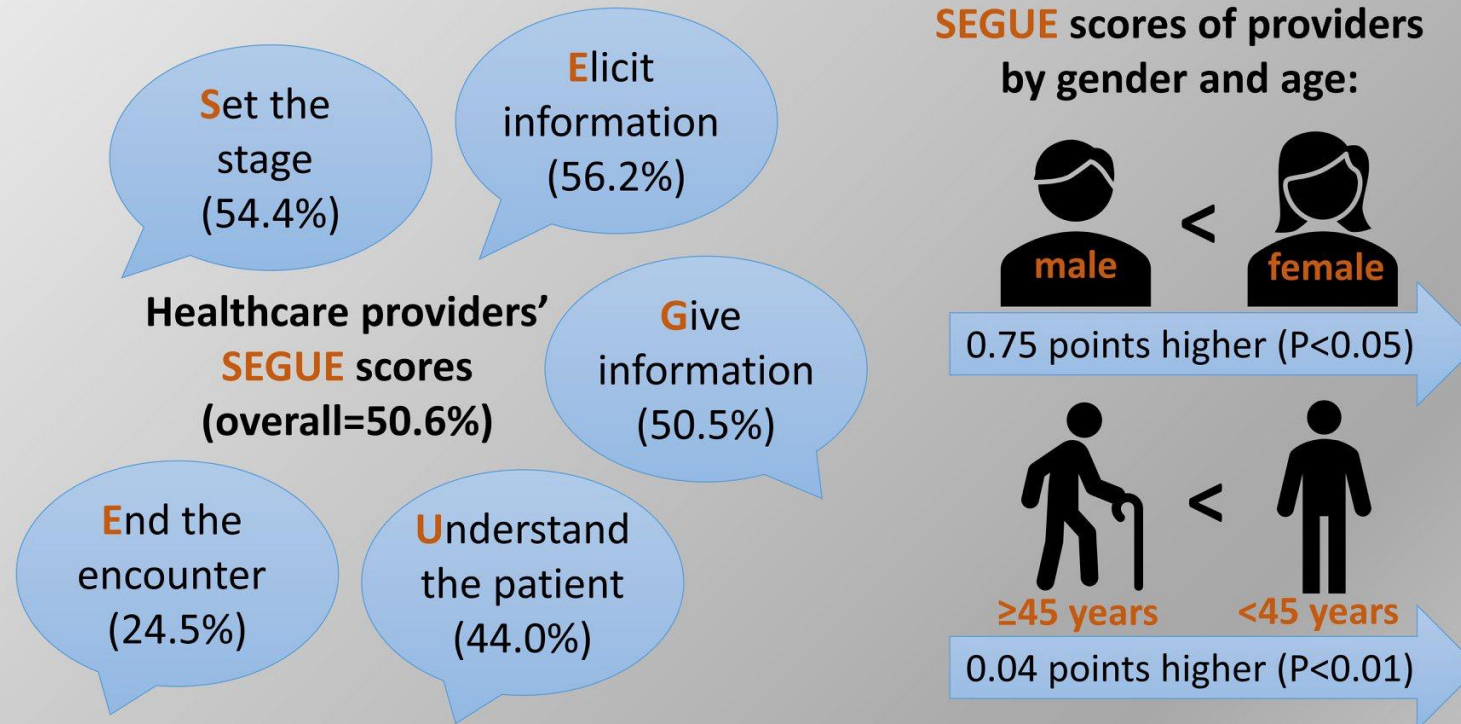 Set the
stage
(54.4%)
Elicit
information
(56.2%)
Healthcare providers’
SEGUE scores
(overall=50.6%)
Give
information
(50.5%)
End the
encounter
(24.5%)
Understand
the patient
(44.0%)
SEGUE scores of providers
by gender and age:
male
<
female
0.75 points higher (P<0.05)
<
≥45 years
<45 years
0.04 points higher (P<0.01)